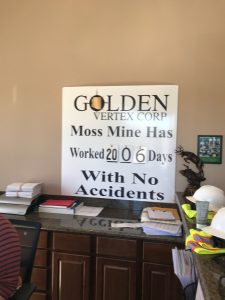 GOLDEN
VERTEX CORP
Moss Mine Has
Worked 2006 Days
With No
Accidents